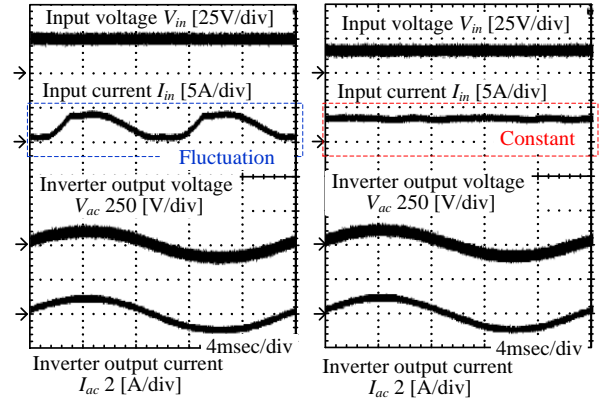 Input voltage Vin [25V/div]
Input current Iin [5A/div]
Fluctuation
Inverter output voltage
Vac 250 [V/div]
4msec/div
Inverter output current
Iac 2 [A/div]
Input voltage Vin [25V/div]
Input current Iin [5A/div]
Constant
Inverter output voltage
Vac 250 [V/div]
4msec/div
Inverter output current
Iac 2 [A/div]